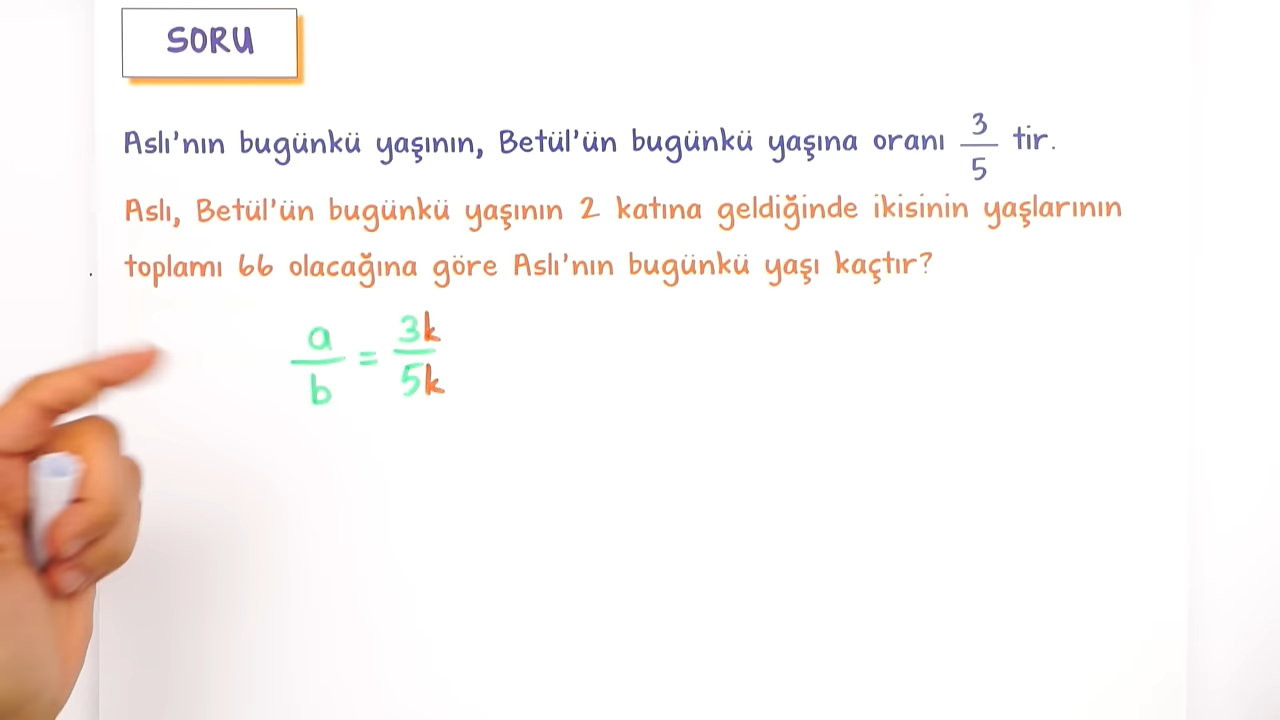 SORU
Aslı'nın bugünkü yaşının, Betül'ün bugünkü yaşına oranı 3/5 tir.
Aslı, Betül'ün bugünkü yaşının 2 katına geldiğinde ikisinin yaşlarının
toplamı 66 olacağına göre Aslı'nın bugünkü yaşı kaçtır?
a/b = 3k/5k